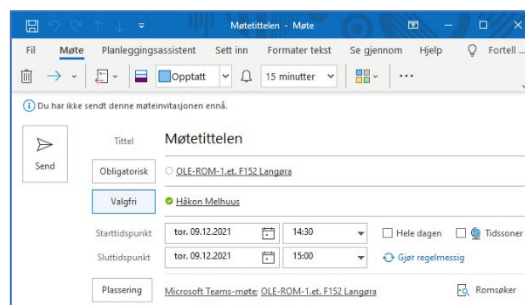 Møtetittelen - Møte
Fil Møte Planleggingsassistent Sett inn Formater tekst Se gjennom Hjelp Fortell ...
Opptatt 15 minutter ...
Du har ikke sendt denne møteinvitasjonen ennå.
Send
Tittel Møtetittelen
Obligatorisk OLE-ROM-1.et. F152 Langøra
Valgfri Håkon Melhuus
Starttidspunkt tor. 09.12.2021 14:30 Hele dagen Tidssoner
Sluttidspunkt tor. 09.12.2021 15:00 Gjør regelmessig
Plassering Microsoft Teams-møte; OLE-ROM-1.et. F152 Langøra Romsøker